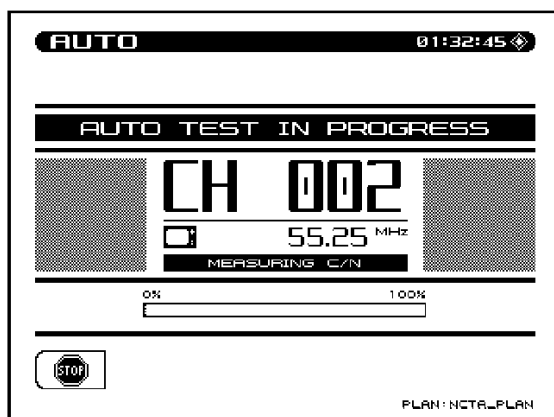 AUTO 01:32:45
AUTO TEST IN PROGRESS
CH 002
55.25 MHz
MEASURING C/N
0% 100%
STOP
PLAN:NCTA_PLAN